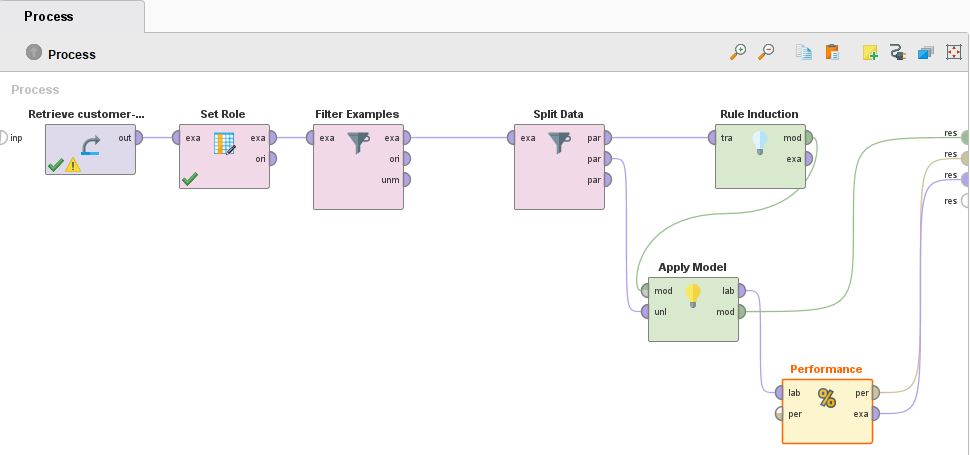 Process
Process
Process
Retrieve customer-...
Set Role
Filter Examples
Split Data
Rule Induction
inp
out
exa
exa
exa
exa
exa
par
tra
mod
res
ori
ori
par
exa
res
unm
par
res
res
Apply Model
mod
lab
unl
mod
Performance
lab
per
%
per
exa